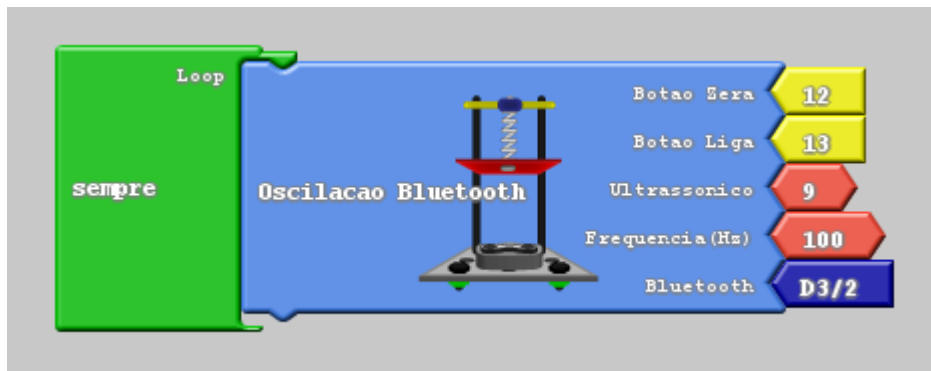 Loop
sempre
Oscilacao Bluetooth
Botao Zera 12
Botao Liga 13
Ultrassonico 9
Frequencia(Hz) 100
Bluetooth D3/2